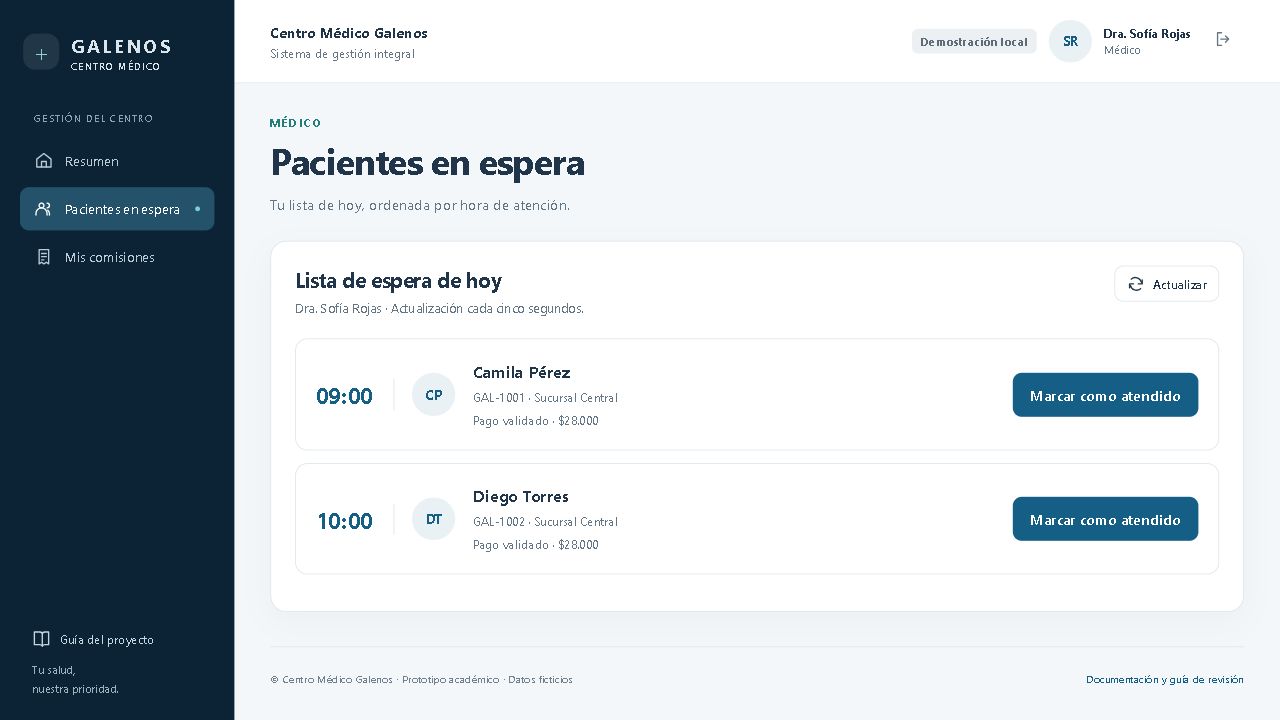 GALENOS
CENTRO MÉDICO
GESTIÓN DEL CENTRO
Resumen
Pacientes en espera
Mis comisiones
Guía del proyecto
Tu salud,
nuestra prioridad.
Centro Médico Galenos
Sistema de gestión integral
Demostración local
SR
Dra. Sofía Rojas
Médico
MÉDICO
Pacientes en espera
Tu lista de hoy, ordenada por hora de atención.
Lista de espera de hoy
Dra. Sofía Rojas · Actualización cada cinco segundos.
Actualizar
09:00
CP
Camila Pérez
GAL-1001 · Sucursal Central
Pago validado · $28.000
Marcar como atendido
10:00
DT
Diego Torres
GAL-1002 · Sucursal Central
Pago validado · $28.000
Marcar como atendido
© Centro Médico Galenos · Prototipo académico · Datos ficticios
Documentación y guía de revisión